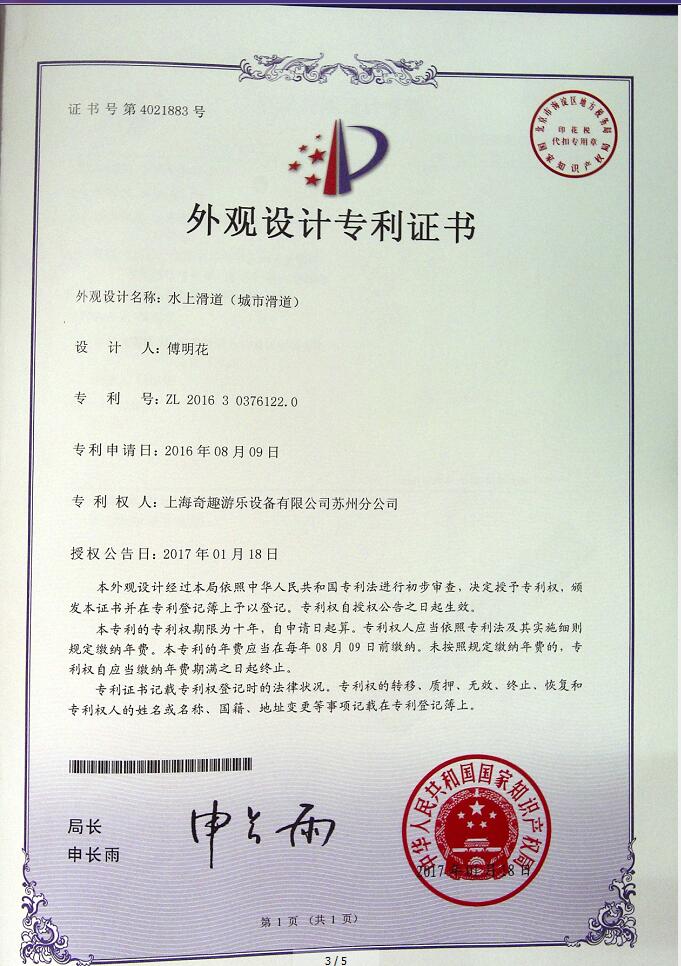 证书号第4021883号
北京市海淀区地方税务局
印花税
代扣专用章
国家知识产权局
外观设计专利证书
外观设计名称：水上滑道（城市滑道）
设计人：傅明花
专利号：ZL 2016 3 0376122.0
专利申请日：2016年08月09日
专利权人：上海奇趣游乐设备有限公司苏州分公司
授权公告日：2017年01月18日
本外观设计经过本局依照中华人民共和国专利法进行初步审查，决定授予专利权，颁
发本证书并在专利登记簿上予以登记。专利权自授权公告之日起生效。
本专利的专利权期限为十年，自申请日起算。专利权人应当依照专利法及其实施细则
规定缴纳年费。本专利的年费应当在每年08月09日前缴纳。未按照规定缴纳年费的，专
利权自应当缴纳年费期满之日起终止。
专利证书记载专利权登记时的法律状况。专利权的转移、质押、无效、终止、恢复和
专利权人的姓名或名称、国籍、地址变更等事项记载在专利登记簿上。
局长
申长雨
申长雨
中华人民共和国国家知识产权局
2017年01月18日
第1页（共1页）
3/5